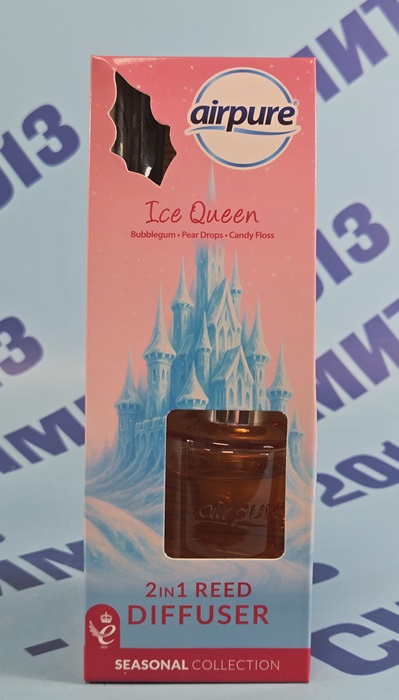 airpure
Ice Queen
Bubblegum • Pear Drops • Candy Floss
airpure
2IN1 REED
DIFFUSER
SEASONAL COLLECTION